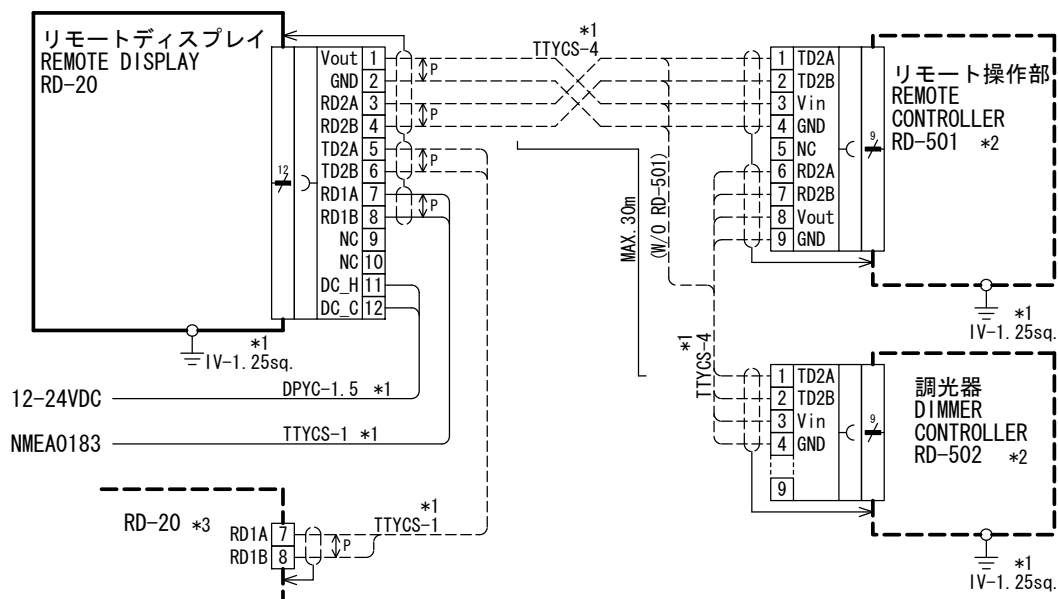 リモートディスプレイ
REMOTE DISPLAY
RD-20
12
Vout 1
GND 2
RD2A 3
RD2B 4
TD2A 5
TD2B 6
RD1A 7
RD1B 8
NC 9
NC 10
DC_H 11
DC_C 12
P
P
P
P
*1
TTYCS-4
MAX.30m
(W/O RD-501)
1 TD2A
2 TD2B
3 Vin
4 GND
5 NC
6 RD2A
7 RD2B
8 Vout
9 GND
9
リモート操作部
REMOTE
CONTROLLER
RD-501 *2
*1
IV-1.25sq.
*1
IV-1.25sq.
12-24VDC
DPYC-1.5 *1
NMEA0183
TTYCS-1 *1
*1
TTYCS-4
1 TD2A
2 TD2B
3 Vin
4 GND
9
9
調光器
DIMMER
CONTROLLER
RD-502 *2
*1
IV-1.25sq.
RD-20 *3
RD1A 7
RD1B 8
P
*1
TTYCS-1